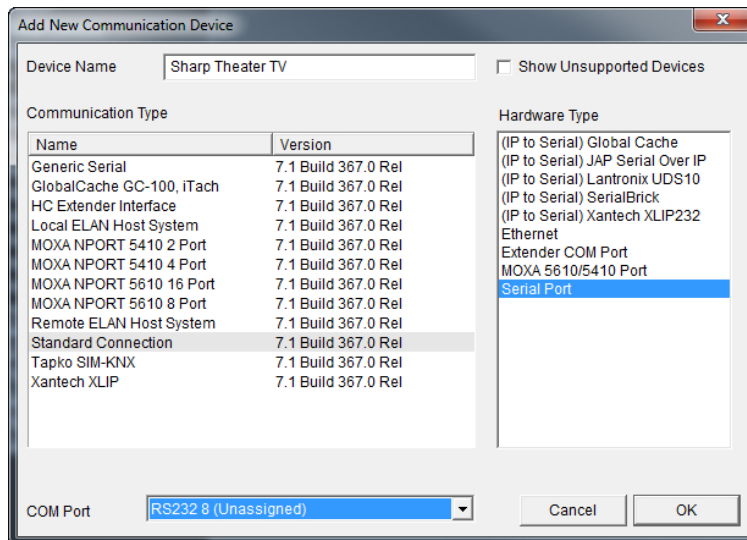 Add New Communication Device
Device Name
Sharp Theater TV
Show Unsupported Devices
Communication Type
Name Version
Generic Serial 7.1 Build 367.0 Rel
GlobalCache GC-100, iTach 7.1 Build 367.0 Rel
HC Extender Interface 7.1 Build 367.0 Rel
Local ELAN Host System 7.1 Build 367.0 Rel
MOXA NPORT 5410 2 Port 7.1 Build 367.0 Rel
MOXA NPORT 5410 4 Port 7.1 Build 367.0 Rel
MOXA NPORT 5610 16 Port 7.1 Build 367.0 Rel
MOXA NPORT 5610 8 Port 7.1 Build 367.0 Rel
Remote ELAN Host System 7.1 Build 367.0 Rel
Standard Connection 7.1 Build 367.0 Rel
Tapko SIM-KNX 7.1 Build 367.0 Rel
Xantech XLIP 7.1 Build 367.0 Rel
Hardware Type
(IP to Serial) Global Cache
(IP to Serial) JAP Serial Over IP
(IP to Serial) Lantronix UDS10
(IP to Serial) SerialBrick
(IP to Serial) Xantech XLIP232
Ethernet
Extender COM Port
MOXA 5610/5410 Port
Serial Port
COM Port
RS232 8 (Unassigned)
Cancel
OK